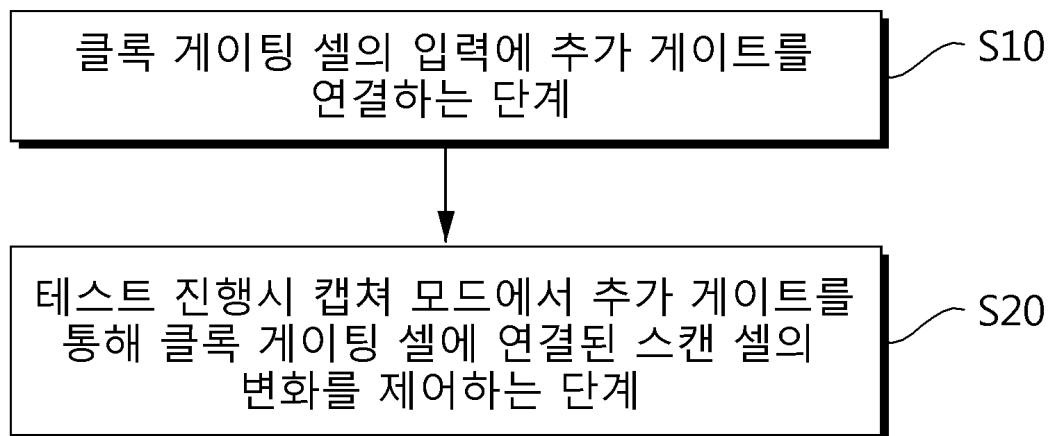 클록 게이팅 셀의 입력에 추가 게이트를
연결하는 단계
S10
테스트 진행시 캡쳐 모드에서 추가 게이트를
통해 클록 게이팅 셀에 연결된 스캔 셀의
변화를 제어하는 단계
S20